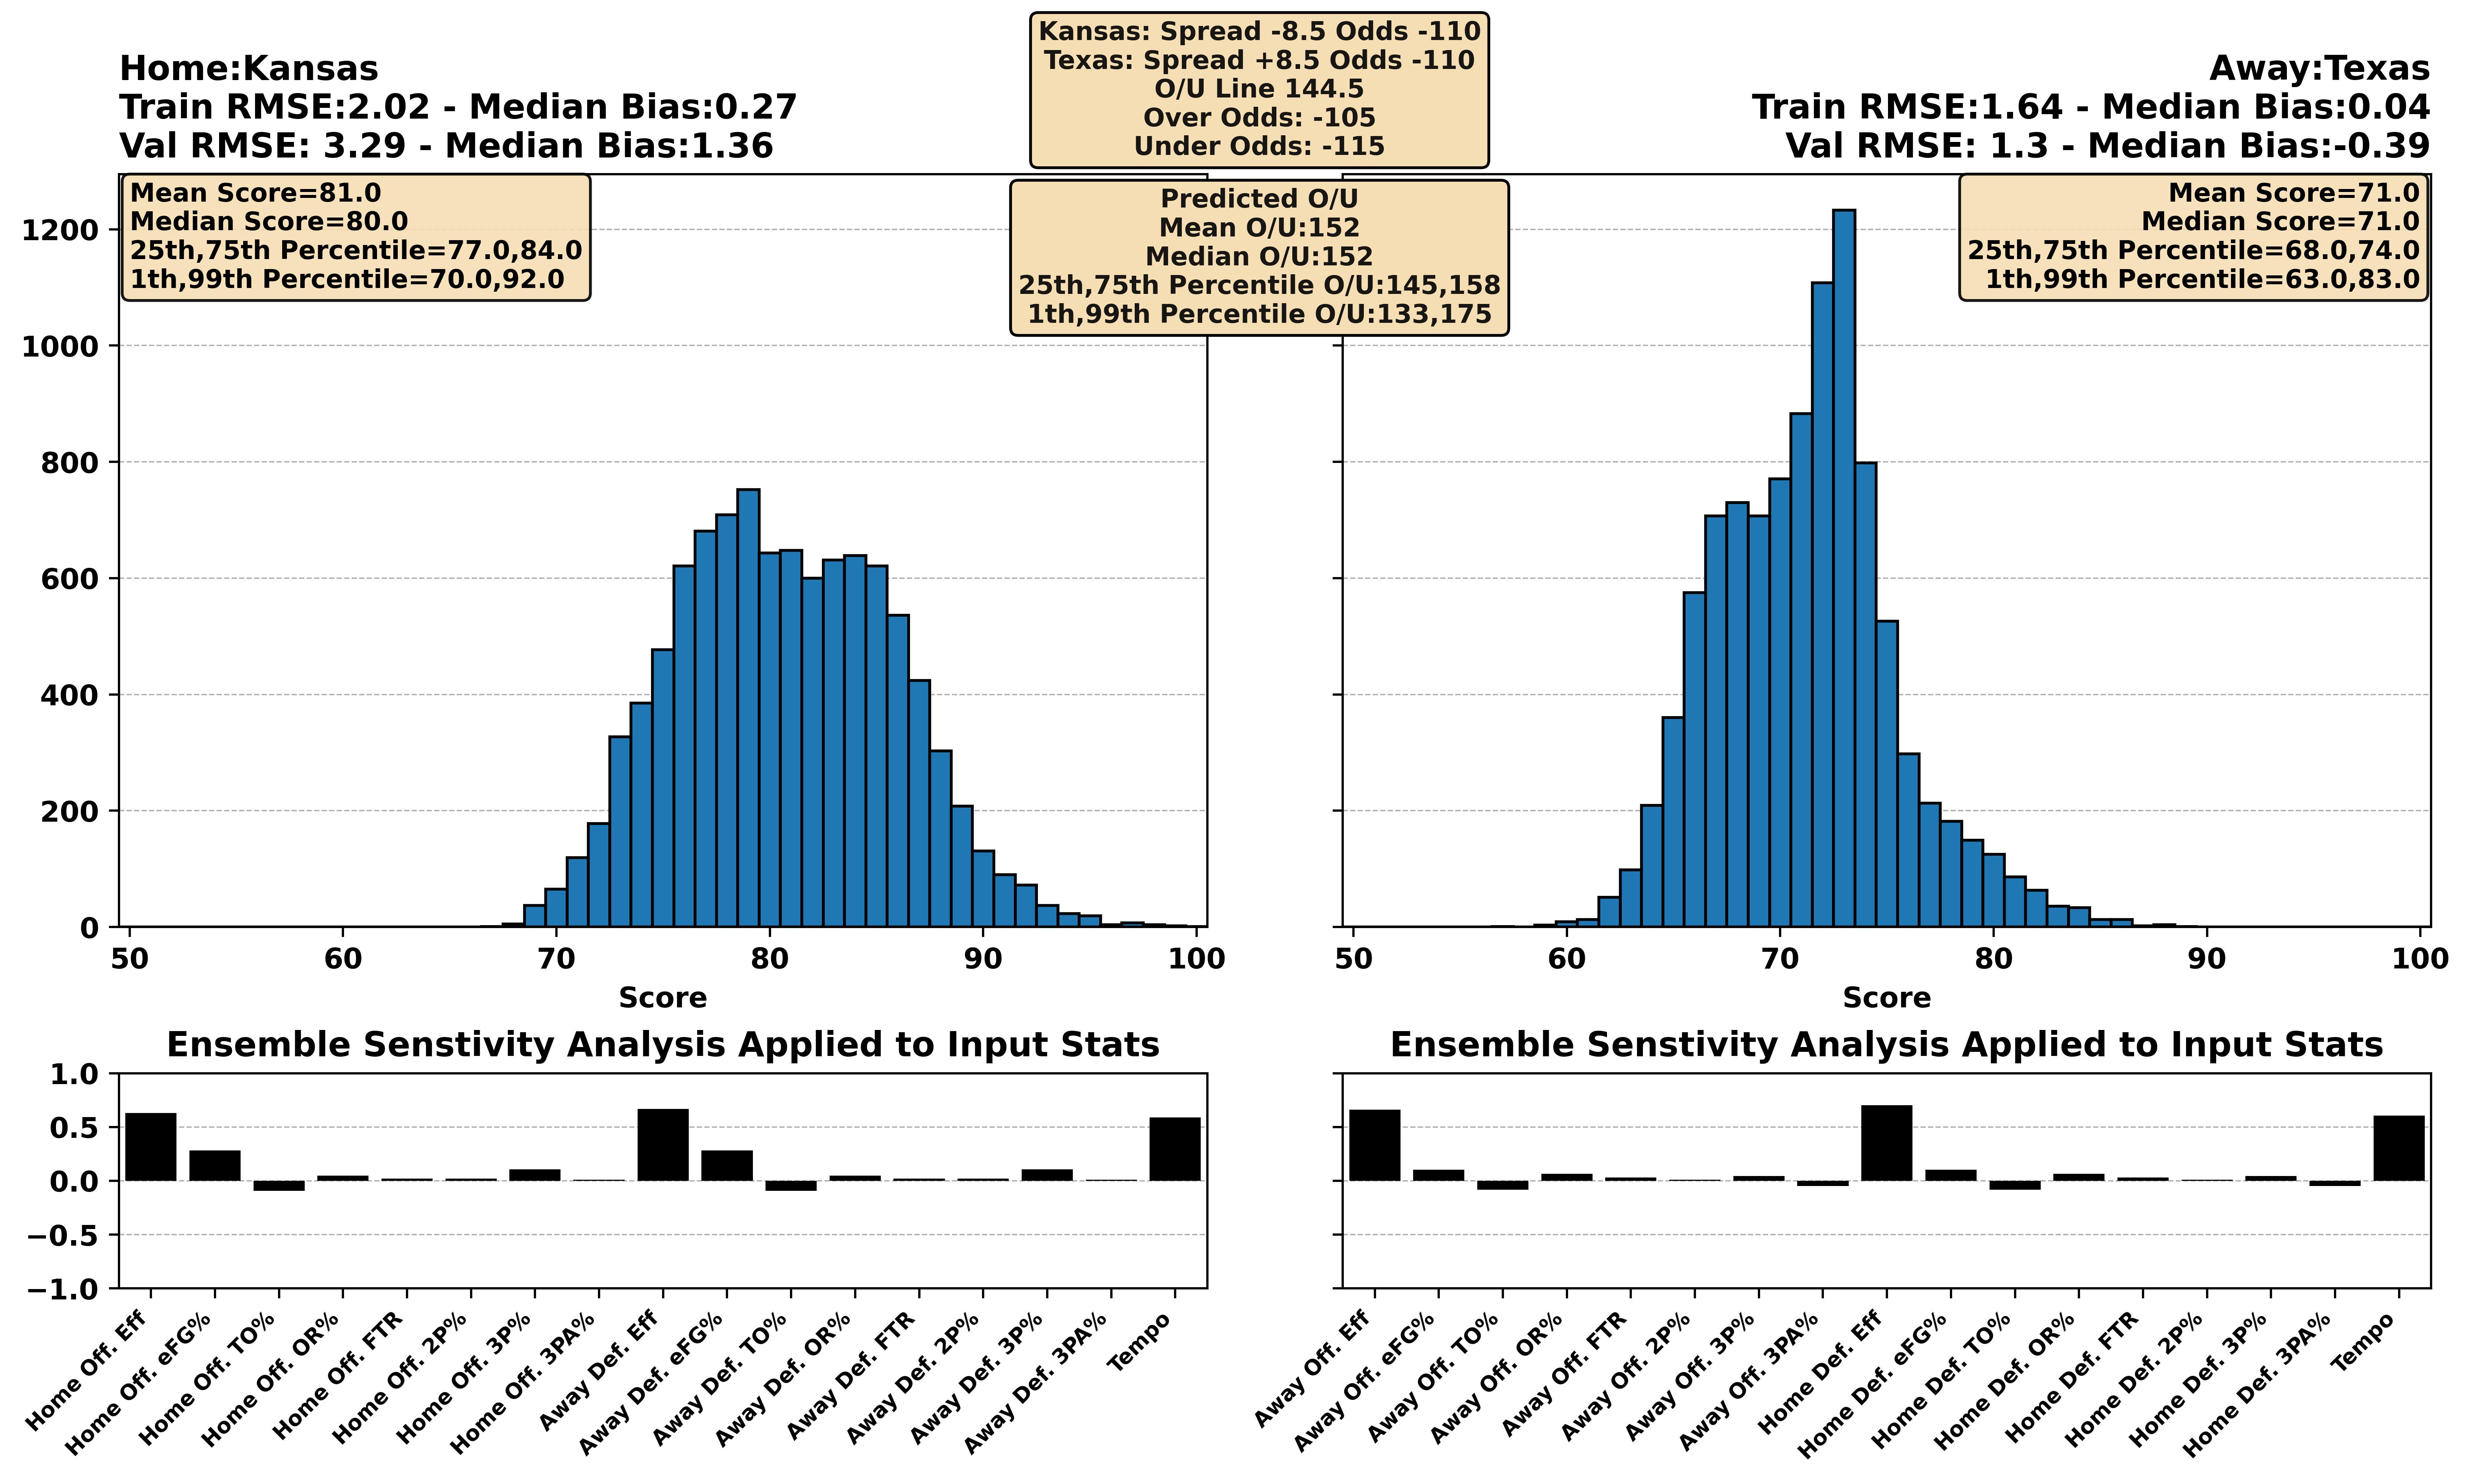 Kansas: Spread -8.5 Odds -110
Texas: Spread +8.5 Odds -110
O/U Line 144.5
Over Odds: -105
Under Odds: -115
Home:Kansas
Train RMSE:2.02 - Median Bias:0.27
Val RMSE: 3.29 - Median Bias:1.36
Away:Texas
Train RMSE:1.64 - Median Bias:0.04
Val RMSE: 1.3 - Median Bias:-0.39
Mean Score=81.0
Median Score=80.0
25th,75th Percentile=77.0,84.0
1th,99th Percentile=70.0,92.0
Predicted O/U
Mean O/U:152
Median O/U:152
25th,75th Percentile O/U:145,158
1th,99th Percentile O/U:133,175
Mean Score=71.0
Median Score=71.0
25th,75th Percentile=68.0,74.0
1th,99th Percentile=63.0,83.0
1200
1000
800
600
400
200
0
50 60 70 80 90 100
Score
50 60 70 80 90 100
Score
Ensemble Senstivity Analysis Applied to Input Stats
Ensemble Senstivity Analysis Applied to Input Stats
1.0
0.5
0.0
−0.5
−1.0
Home Off. Eff
Home Off. eFG%
Home Off. TO%
Home Off. OR%
Home Off. FTR
Home Off. 2P%
Home Off. 3P%
Home Off. 3PA%
Away Def. Eff
Away Def. eFG%
Away Def. TO%
Away Def. OR%
Away Def. FTR
Away Def. 2P%
Away Def. 3P%
Away Def. 3PA%
Tempo
Away Off. Eff
Away Off. eFG%
Away Off. TO%
Away Off. OR%
Away Off. FTR
Away Off. 2P%
Away Off. 3P%
Away Off. 3PA%
Home Def. Eff
Home Def. eFG%
Home Def. TO%
Home Def. OR%
Home Def. FTR
Home Def. 2P%
Home Def. 3P%
Home Def. 3PA%
Tempo